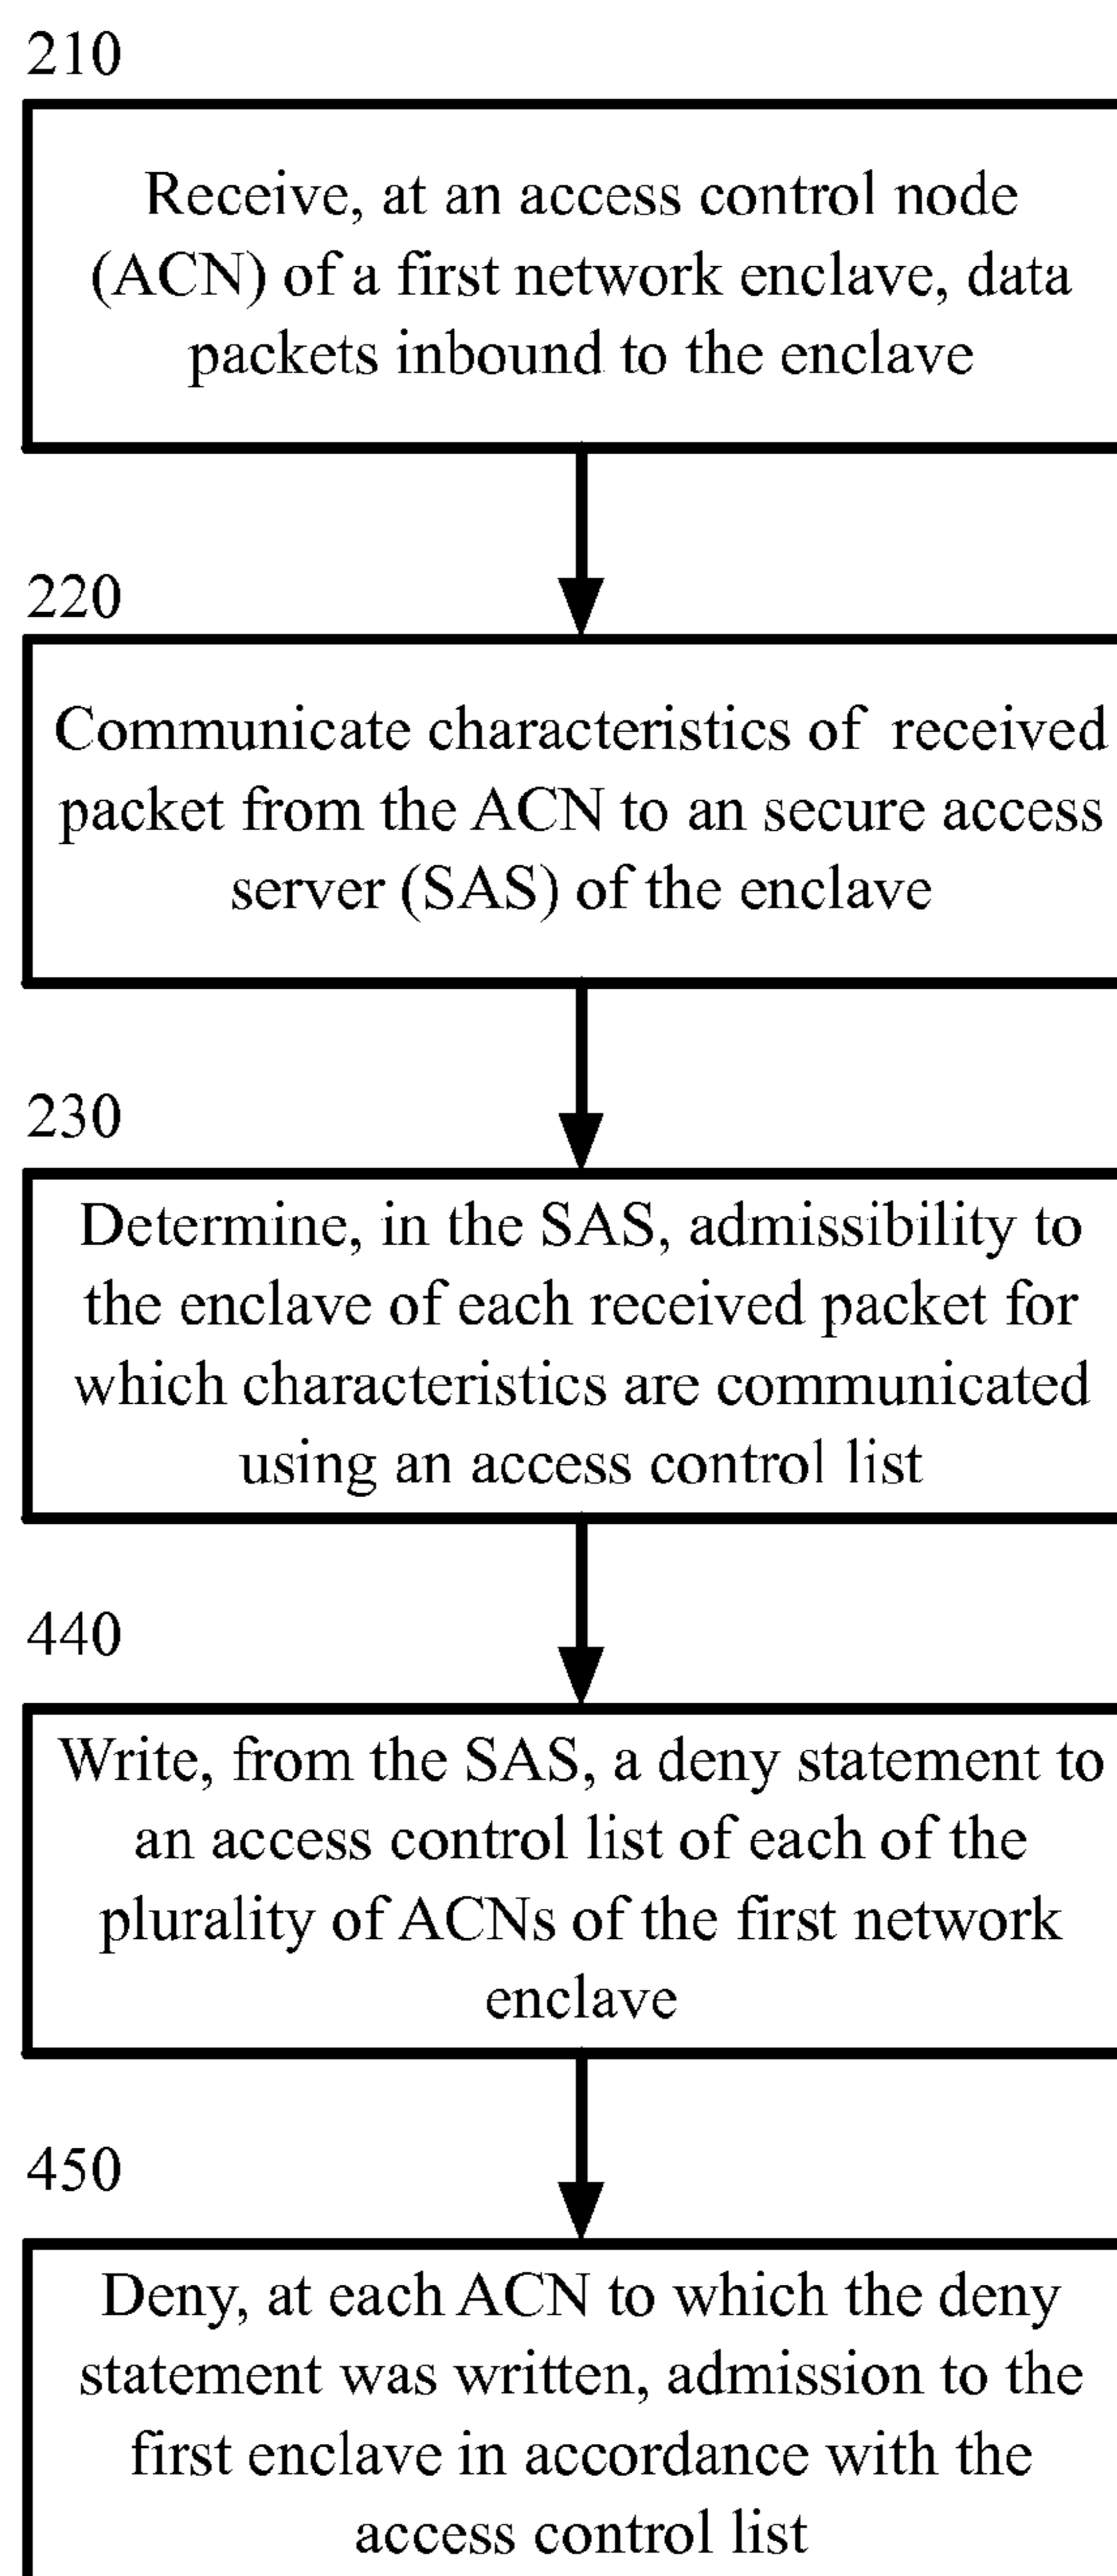 210
Receive, at an access control node
(ACN) of a first network enclave, data
packets inbound to the enclave
220
Communicate characteristics of received
packet from the ACN to an secure access
server (SAS) of the enclave
230
Determine, in the SAS, admissibility to
the enclave of each received packet for
which characteristics are communicated
using an access control list
440
Write, from the SAS, a deny statement to
an access control list of each of the
plurality of ACNs of the first network
enclave
450
Deny, at each ACN to which the deny
statement was written, admission to the
first enclave in accordance with the
access control list